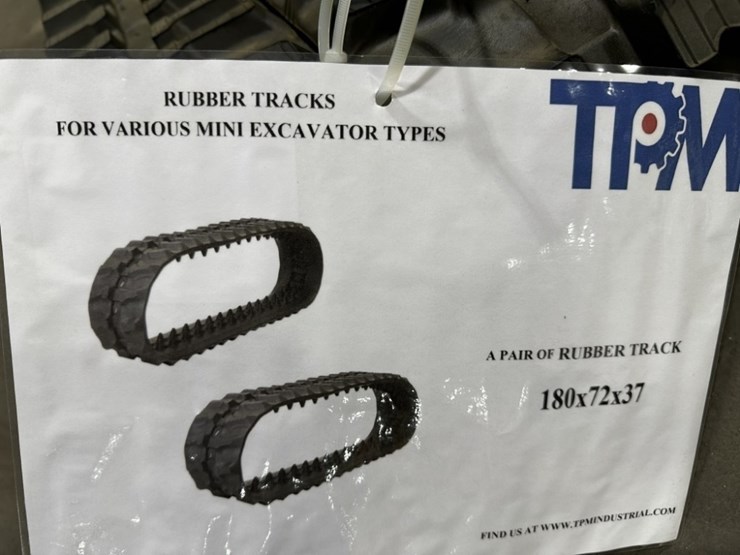 RUBBER TRACKS
FOR VARIOUS MINI EXCAVATOR TYPES
TPM
A PAIR OF RUBBER TRACK
180x72x37
FIND US AT WWW.TPMINDUSTRIAL.COM